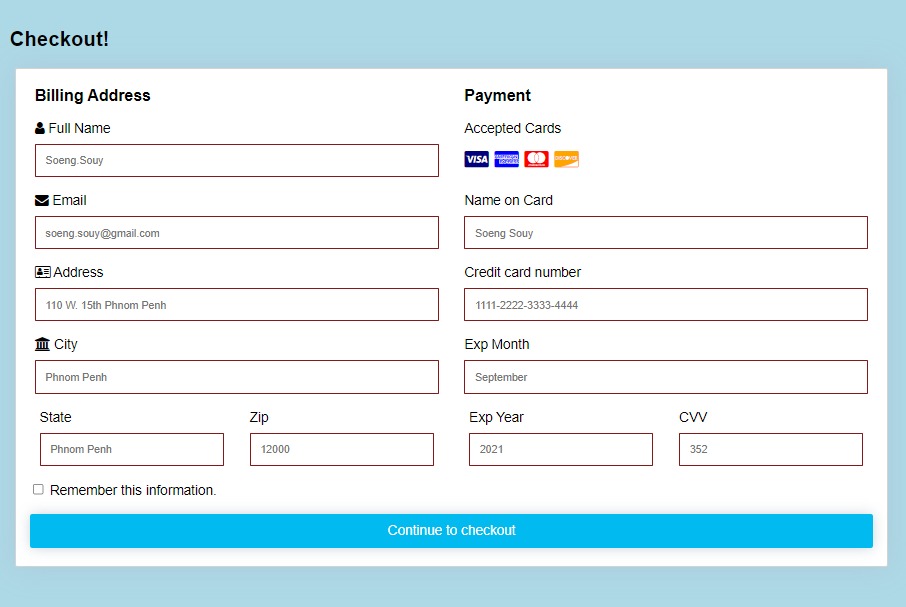 Checkout!
Billing Address
Full Name
Soeng.Souy
Email
soeng.souy@gmail.com
Address
110 W. 15th Phnom Penh
City
Phnom Penh
State
Zip
Phnom Penh
12000
Payment
Accepted Cards
VISA
DISCOVER
Name on Card
Soeng Souy
Credit card number
1111-2222-3333-4444
Exp Month
September
Exp Year
CVV
2021
352
Remember this information.
Continue to checkout